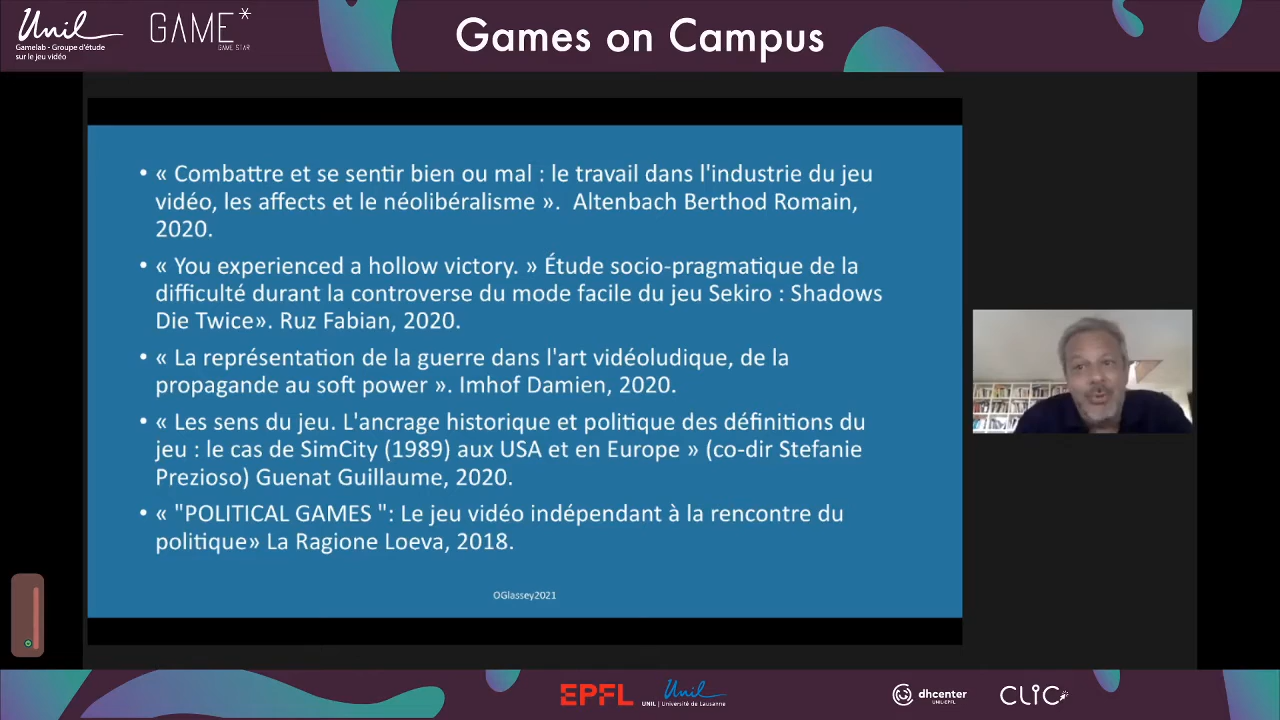 Unil
Gamelab - Groupe d'étude
sur le jeu vidéo
GAME*
GAME STAR
Games on Campus
• « Combattre et se sentir bien ou mal : le travail dans l'industrie du jeu
vidéo, les affects et le néolibéralisme ». Altenbach Berthod Romain,
2020.
• « You experienced a hollow victory. » Étude socio-pragmatique de la
difficulté durant la controverse du mode facile du jeu Sekiro : Shadows
Die Twice». Ruz Fabian, 2020.
• « La représentation de la guerre dans l'art vidéoludique, de la
propagande au soft power ». Imhof Damien, 2020.
• « Les sens du jeu. L'ancrage historique et politique des définitions du
jeu : le cas de SimCity (1989) aux USA et en Europe » (co-dir Stefanie
Prezioso) Guenat Guillaume, 2020.
• « "POLITICAL GAMES ": Le jeu vidéo indépendant à la rencontre du
politique» La Ragione Loeva, 2018.
OGlassey2021
EPFL
Unil
UNIL | Université de Lausanne
dhcenter
UNIL-EPFL
CLIC